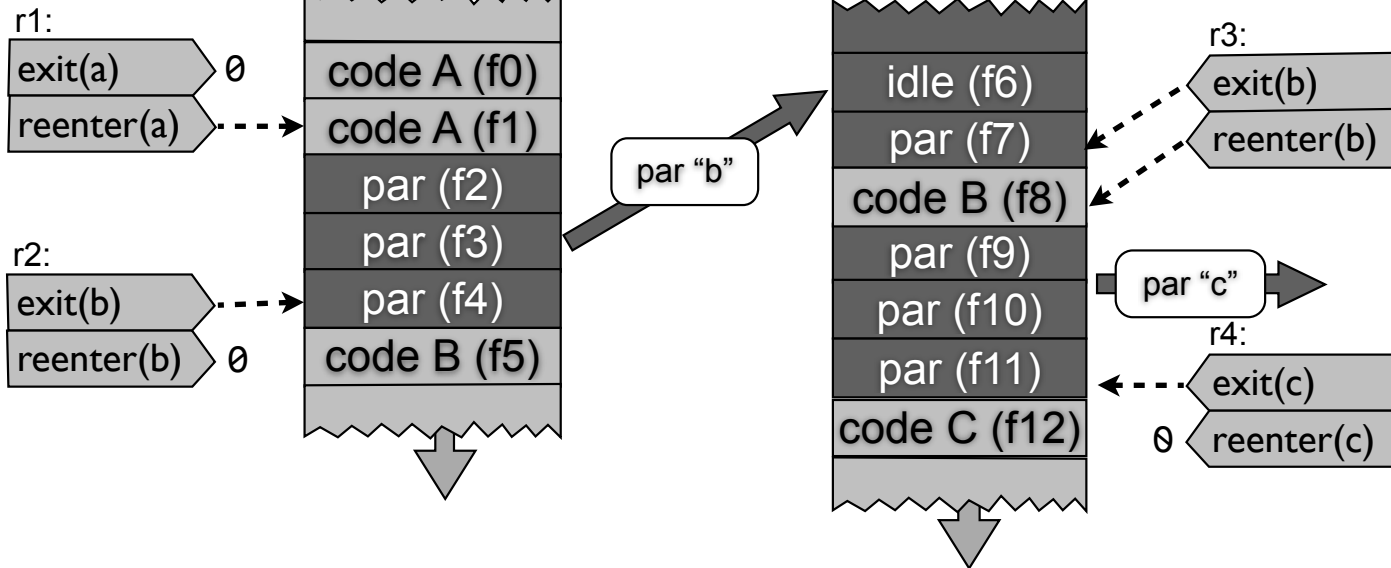 r1:
exit(a) 0
reenter(a)
r2:
exit(b)
reenter(b) 0
code A (f0)
code A (f1)
par (f2)
par (f3)
par (f4)
code B (f5)
par “b”
idle (f6)
par (f7)
code B (f8)
par (f9)
par (f10)
par (f11)
code C (f12)
r3:
exit(b)
reenter(b)
par “c”
r4:
exit(c)
0 reenter(c)